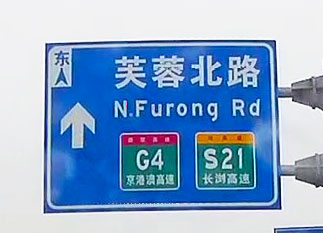 东
芙蓉北路
N.Furong Rd
G4
京港澳高速
S21
长浏高速